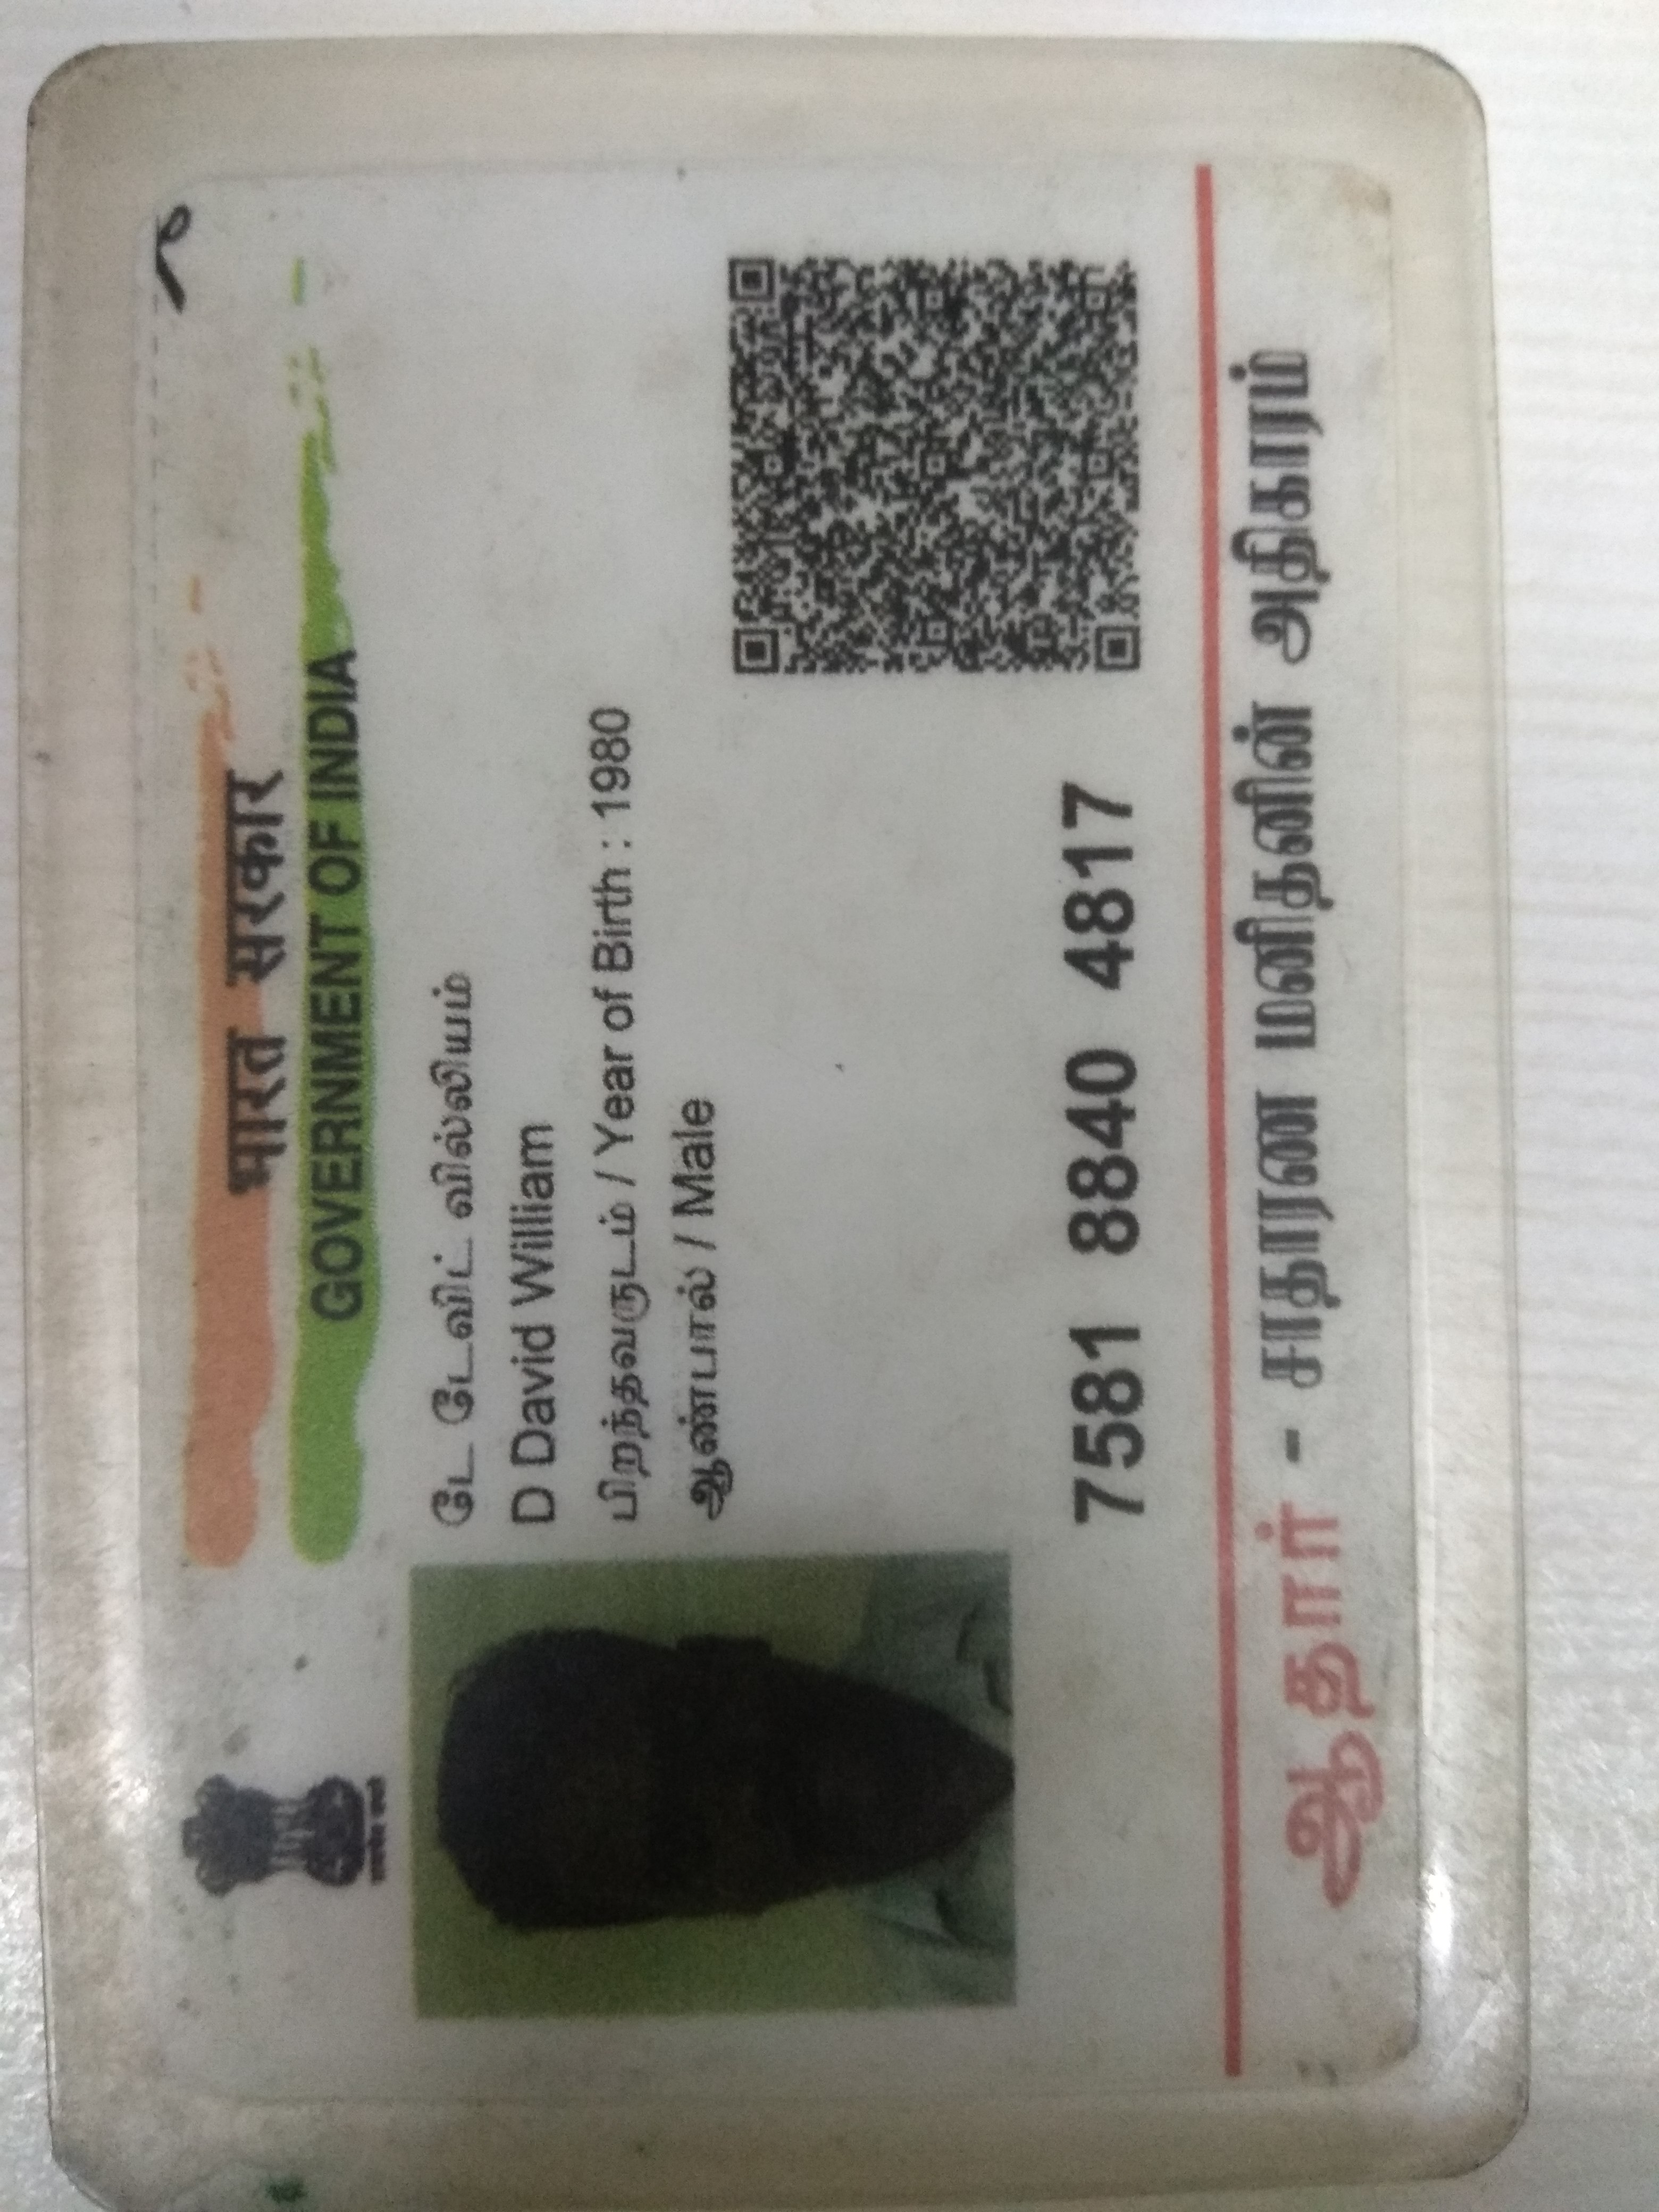 भारत सरकार
GOVERNMENT OF INDIA
டே டேவிட் வில்லியம்
D David William
பிறந்தவருடம் / Year of Birth : 1980
ஆண்பால் / Male
7581 8840 4817
ஆதார் - சாதாரண மனிதனின் அதிகாரம்